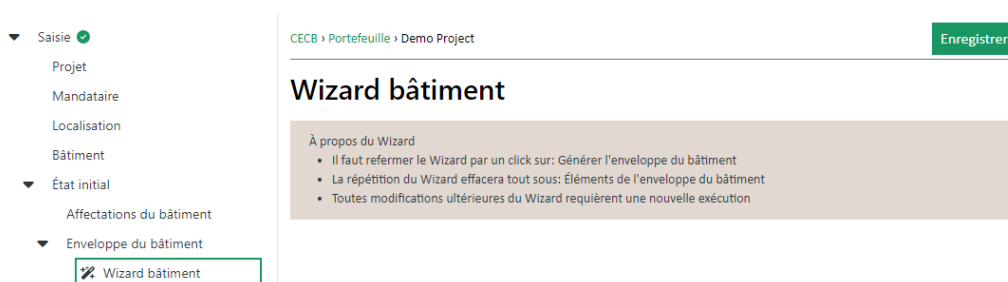 Saisie
Projet
Mandataire
Localisation
Bâtiment
État initial
Affectations du bâtiment
Enveloppe du bâtiment
Wizard bâtiment
CECB › Portefeuille › Demo Project
Enregistrer
Wizard bâtiment
À propos du Wizard
• Il faut refermer le Wizard par un click sur: Générer l'enveloppe du bâtiment
• La répétition du Wizard effacera tout sous: Éléments de l'enveloppe du bâtiment
• Toutes modifications ultérieures du Wizard requièrent une nouvelle exécution